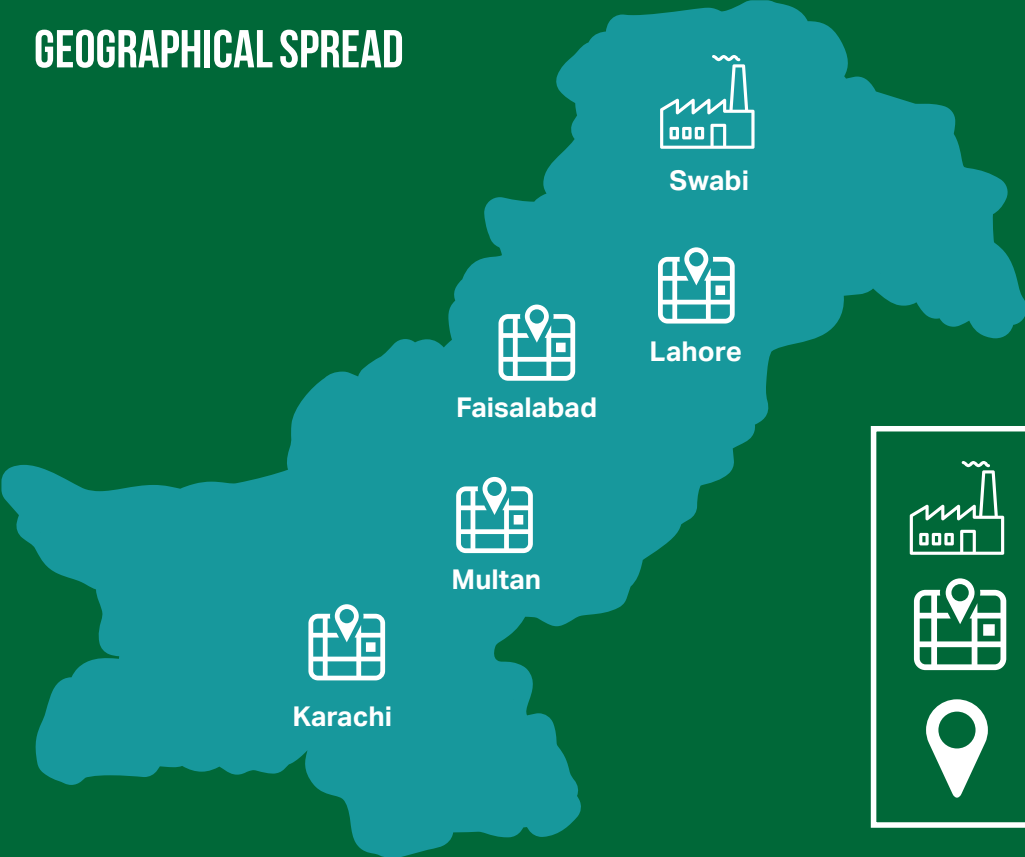 GEOGRAPHICAL SPREAD
Swabi
Lahore
Faisalabad
Multan
Karachi